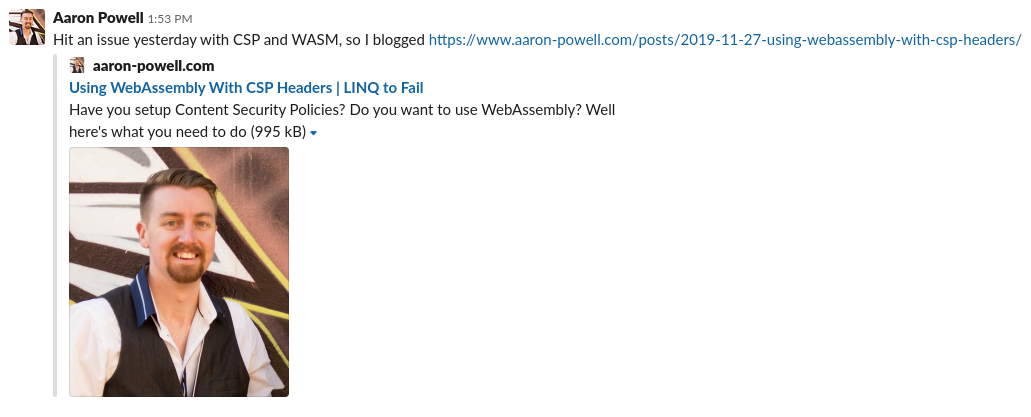 Aaron Powell 1:53 PM
Hit an issue yesterday with CSP and WASM, so I blogged https://www.aaron-powell.com/posts/2019-11-27-using-webassembly-with-csp-headers/
aaron-powell.com
Using WebAssembly With CSP Headers | LINQ to Fail
Have you setup Content Security Policies? Do you want to use WebAssembly? Well
here's what you need to do (995 kB)